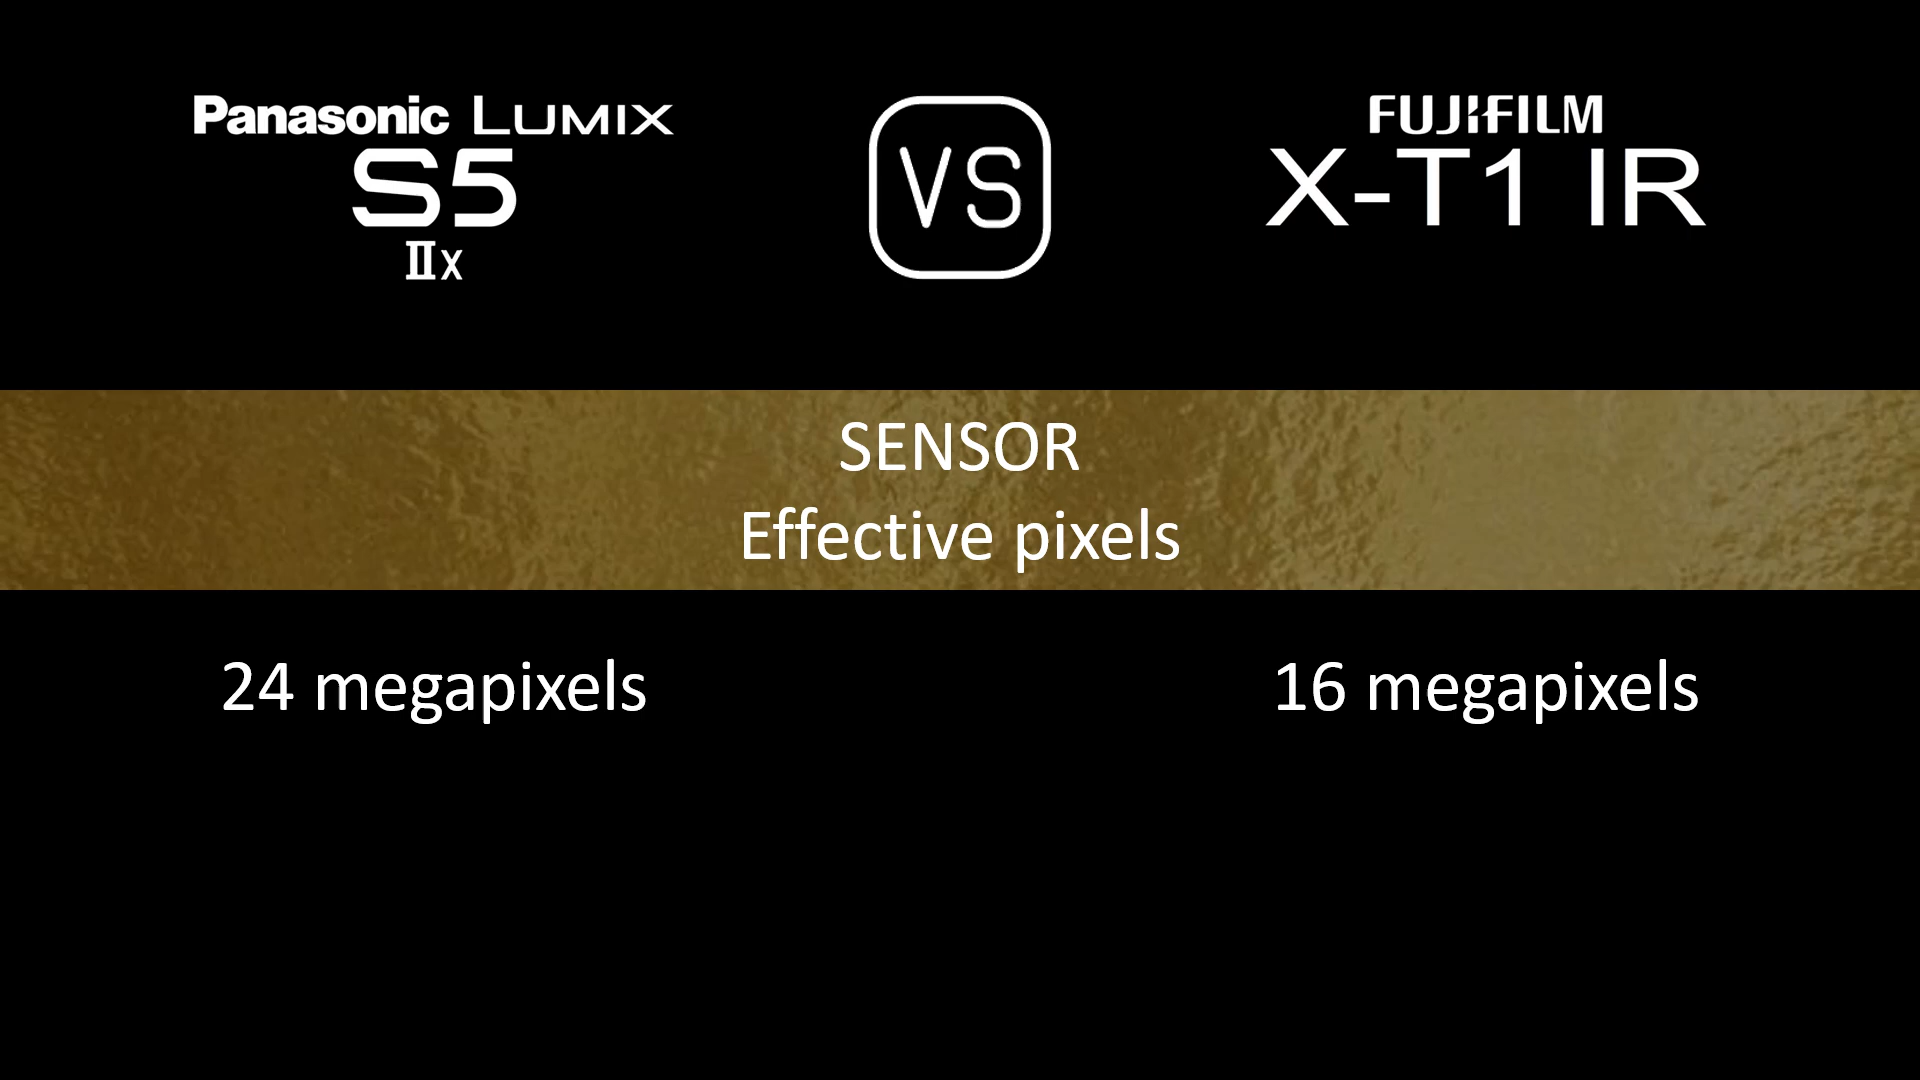 Panasonic LUMIX
S5
IIx
VS
FUJIFILM
X-T1 IR
SENSOR
Effective pixels
24 megapixels
16 megapixels